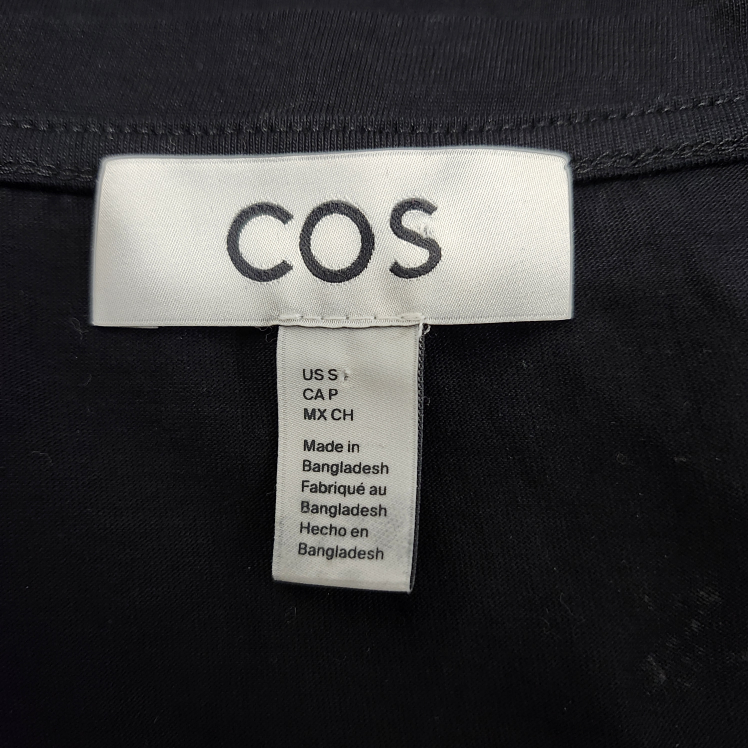 COS
US S
CA P
MX CH
Made in
Bangladesh
Fabriqué au
Bangladesh
Hecho en
Bangladesh